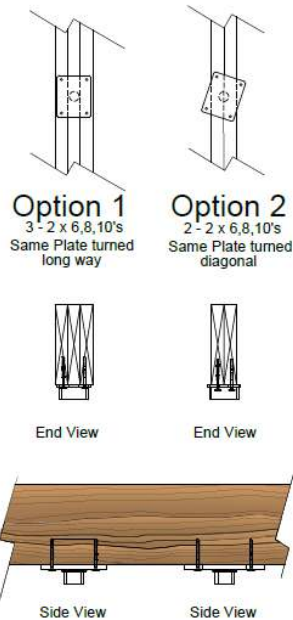 Option 1
3 - 2 x 6,8,10's
Same Plate turned
long way
Option 2
2 - 2 x 6,8,10's
Same Plate turned
diagonal
End View
End View
Side View
Side View